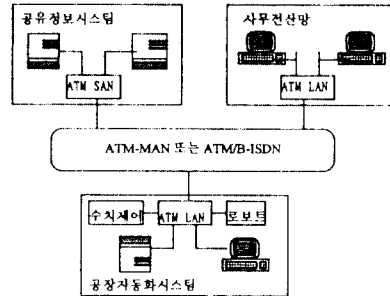 공유정보시스템
사무전산망
ATM SAN
ATM LAN
ATM-MAN 또는 ATM/B-ISDN
수치제어
ATM LAN
로보트
공장자동화시스템